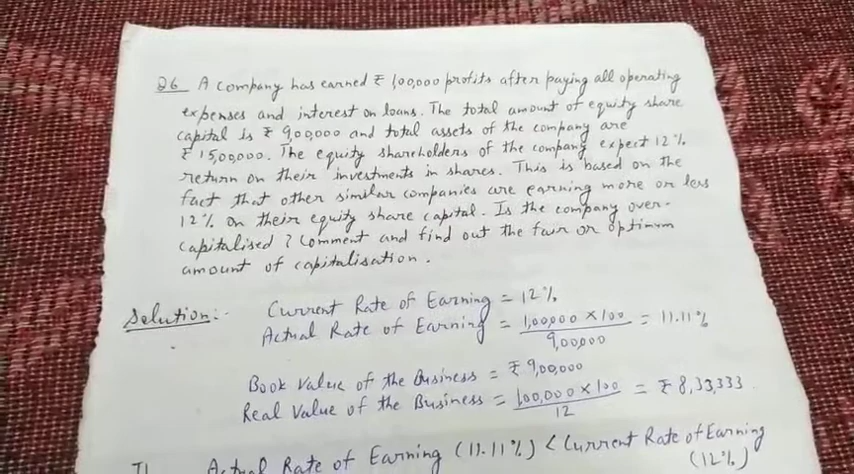 Q6 A company has earned ₹ 1,00,000 profits after paying all operating
expenses and interest on loans. The total amount of equity share
capital is ₹ 9,00,000 and total assets of the company are
₹ 15,00,000. The equity shareholders of the company expect 12%
return on their investments in shares. This is based on the
fact that other similar companies are earning more or less
12% on their equity share capital. Is the company over-
capitalised? Comment and find out the fair or optimum
amount of capitalisation.
Solution:- Current Rate of Earning = 12%
Actual Rate of Earning = 1,00,000 × 100 / 9,00,000 = 11.11%
Book Value of the Business = ₹ 9,00,000
Real Value of the Business = 1,00,000 × 100 / 12 = ₹ 8,33,333
Actual Rate of Earning (11.11%) < Current Rate of Earning
(12%)